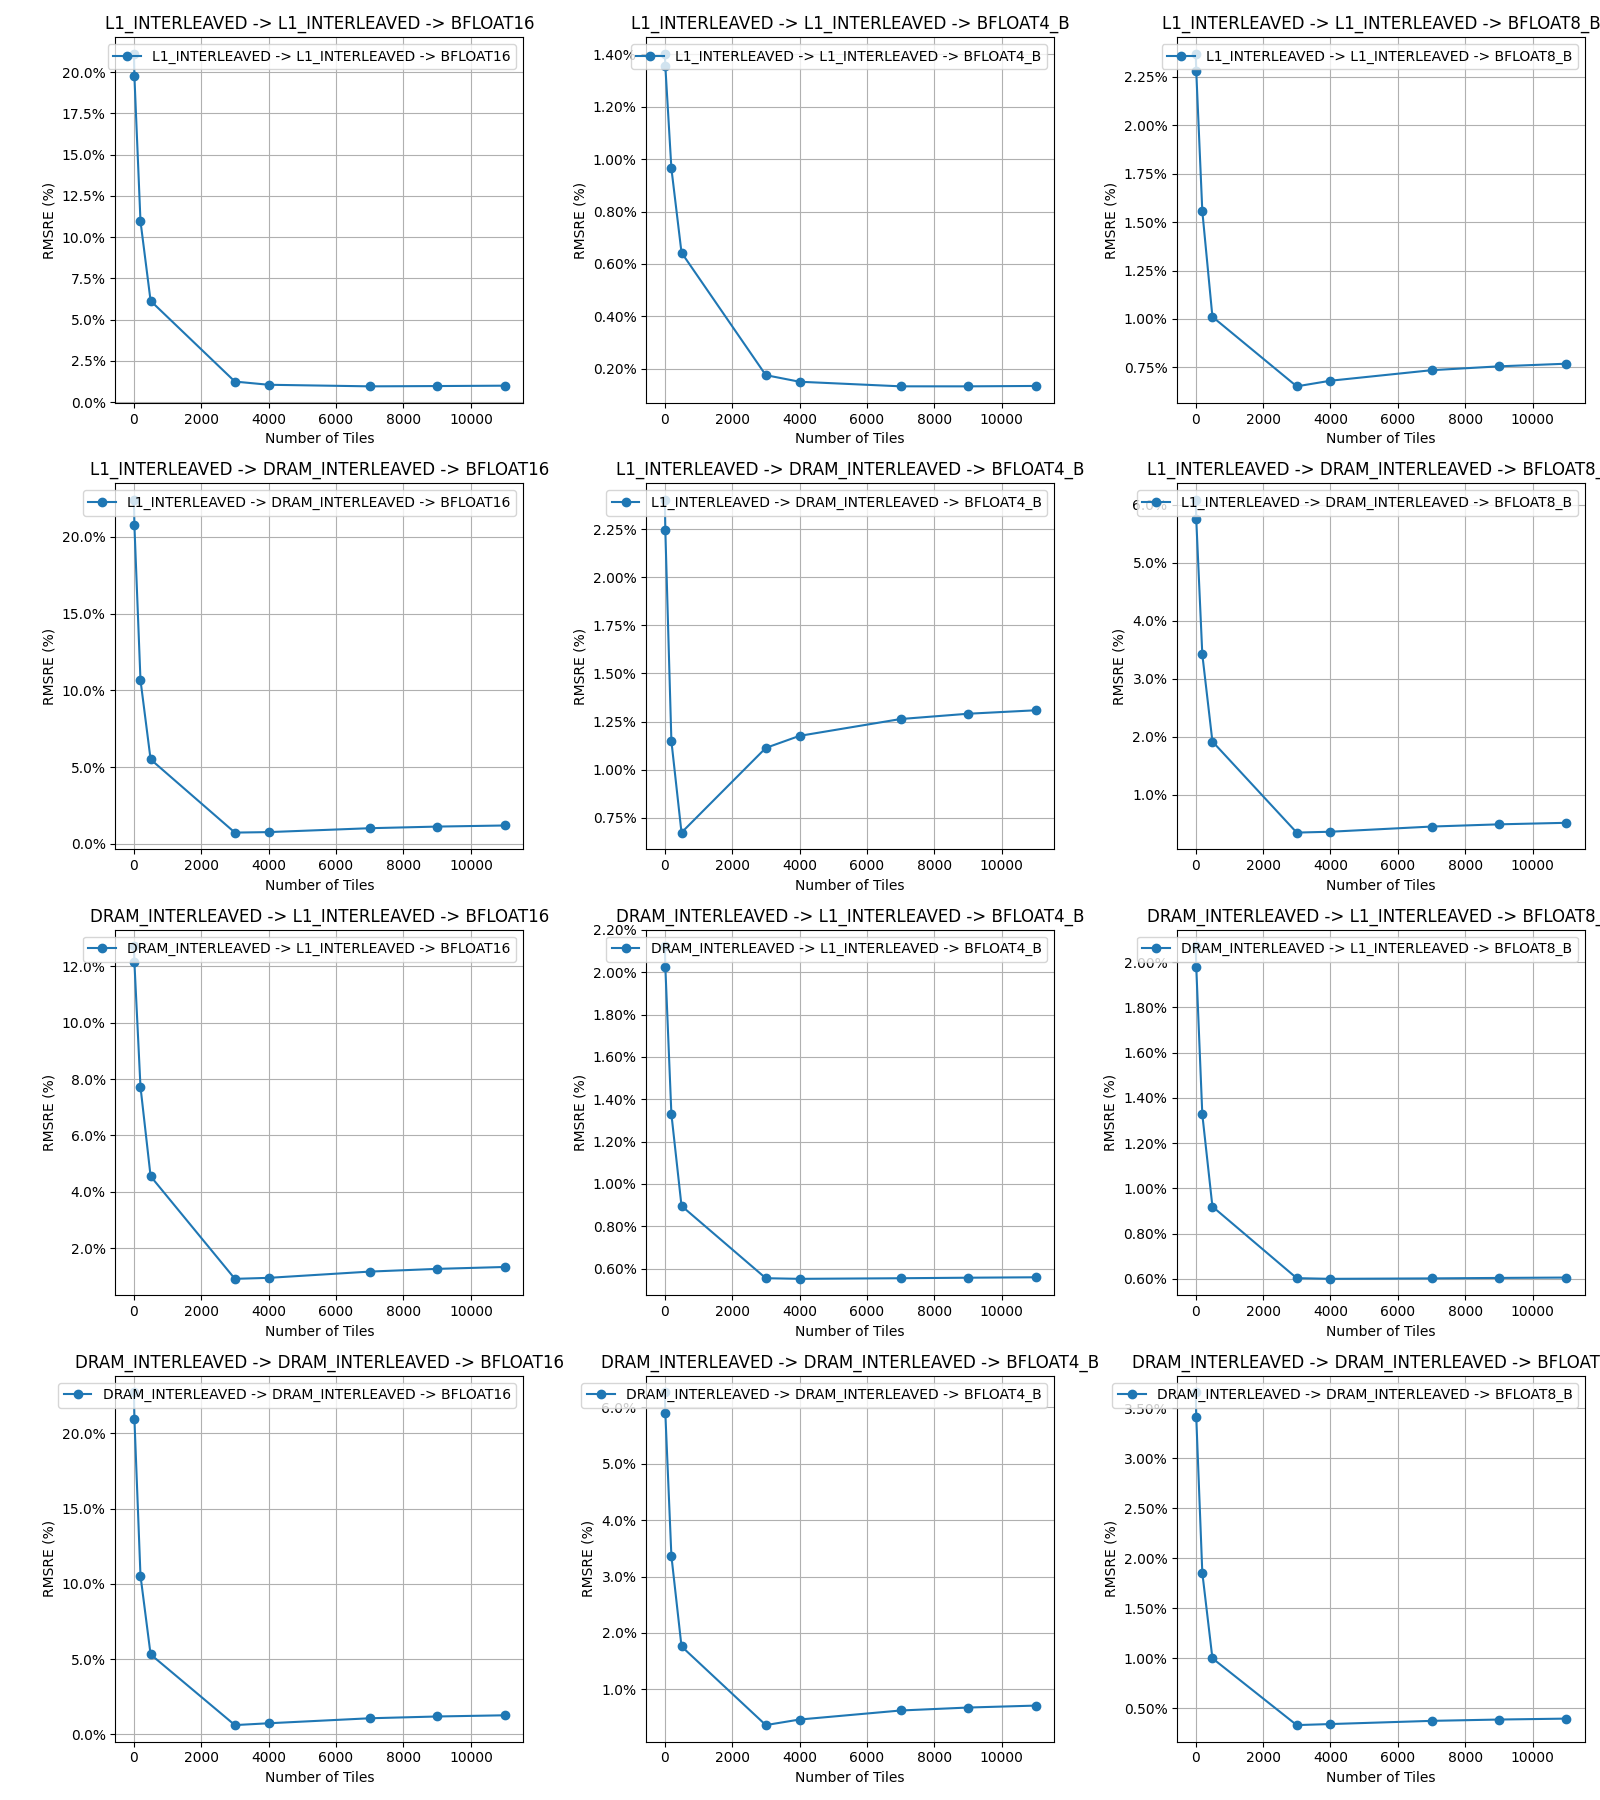 L1_INTERLEAVED -> L1_INTERLEAVED -> BFLOAT16
L1_INTERLEAVED -> L1_INTERLEAVED -> BFLOAT16
20.0%
17.5%
15.0%
12.5%
10.0%
7.5%
5.0%
2.5%
0.0%
RMSRE (%)
0 2000 4000 6000 8000 10000
Number of Tiles
L1_INTERLEAVED -> L1_INTERLEAVED -> BFLOAT4_B
L1_INTERLEAVED -> L1_INTERLEAVED -> BFLOAT4_B
1.40%
1.20%
1.00%
0.80%
0.60%
0.40%
0.20%
RMSRE (%)
0 2000 4000 6000 8000 10000
Number of Tiles
L1_INTERLEAVED -> L1_INTERLEAVED -> BFLOAT8_B
L1_INTERLEAVED -> L1_INTERLEAVED -> BFLOAT8_B
2.25%
2.00%
1.75%
1.50%
1.25%
1.00%
0.75%
RMSRE (%)
0 2000 4000 6000 8000 10000
Number of Tiles
L1_INTERLEAVED -> DRAM_INTERLEAVED -> BFLOAT16
L1_INTERLEAVED -> DRAM_INTERLEAVED -> BFLOAT16
20.0%
15.0%
10.0%
5.0%
0.0%
RMSRE (%)
0 2000 4000 6000 8000 10000
Number of Tiles
L1_INTERLEAVED -> DRAM_INTERLEAVED -> BFLOAT4_B
L1_INTERLEAVED -> DRAM_INTERLEAVED -> BFLOAT4_B
2.25%
2.00%
1.75%
1.50%
1.25%
1.00%
0.75%
RMSRE (%)
0 2000 4000 6000 8000 10000
Number of Tiles
L1_INTERLEAVED -> DRAM_INTERLEAVED -> BFLOAT8_
L1_INTERLEAVED -> DRAM_INTERLEAVED -> BFLOAT8_B
6.0%
5.0%
4.0%
3.0%
2.0%
1.0%
RMSRE (%)
0 2000 4000 6000 8000 10000
Number of Tiles
DRAM_INTERLEAVED -> L1_INTERLEAVED -> BFLOAT16
DRAM_INTERLEAVED -> L1_INTERLEAVED -> BFLOAT16
12.0%
10.0%
8.0%
6.0%
4.0%
2.0%
RMSRE (%)
0 2000 4000 6000 8000 10000
Number of Tiles
DRAM_INTERLEAVED -> L1_INTERLEAVED -> BFLOAT4_B
DRAM_INTERLEAVED -> L1_INTERLEAVED -> BFLOAT4_B
2.20%
2.00%
1.80%
1.60%
1.40%
1.20%
1.00%
0.80%
0.60%
RMSRE (%)
0 2000 4000 6000 8000 10000
Number of Tiles
DRAM_INTERLEAVED -> L1_INTERLEAVED -> BFLOAT8_
DRAM_INTERLEAVED -> L1_INTERLEAVED -> BFLOAT8_B
2.00%
1.80%
1.60%
1.40%
1.20%
1.00%
0.80%
0.60%
RMSRE (%)
0 2000 4000 6000 8000 10000
Number of Tiles
DRAM_INTERLEAVED -> DRAM_INTERLEAVED -> BFLOAT16
DRAM_INTERLEAVED -> DRAM_INTERLEAVED -> BFLOAT16
20.0%
15.0%
10.0%
5.0%
0.0%
RMSRE (%)
0 2000 4000 6000 8000 10000
Number of Tiles
DRAM_INTERLEAVED -> DRAM_INTERLEAVED -> BFLOAT4_B
DRAM_INTERLEAVED -> DRAM_INTERLEAVED -> BFLOAT4_B
6.0%
5.0%
4.0%
3.0%
2.0%
1.0%
RMSRE (%)
0 2000 4000 6000 8000 10000
Number of Tiles
DRAM_INTERLEAVED -> DRAM_INTERLEAVED -> BFLOAT
DRAM_INTERLEAVED -> DRAM_INTERLEAVED -> BFLOAT8_B
3.50%
3.00%
2.50%
2.00%
1.50%
1.00%
0.50%
RMSRE (%)
0 2000 4000 6000 8000 10000
Number of Tiles